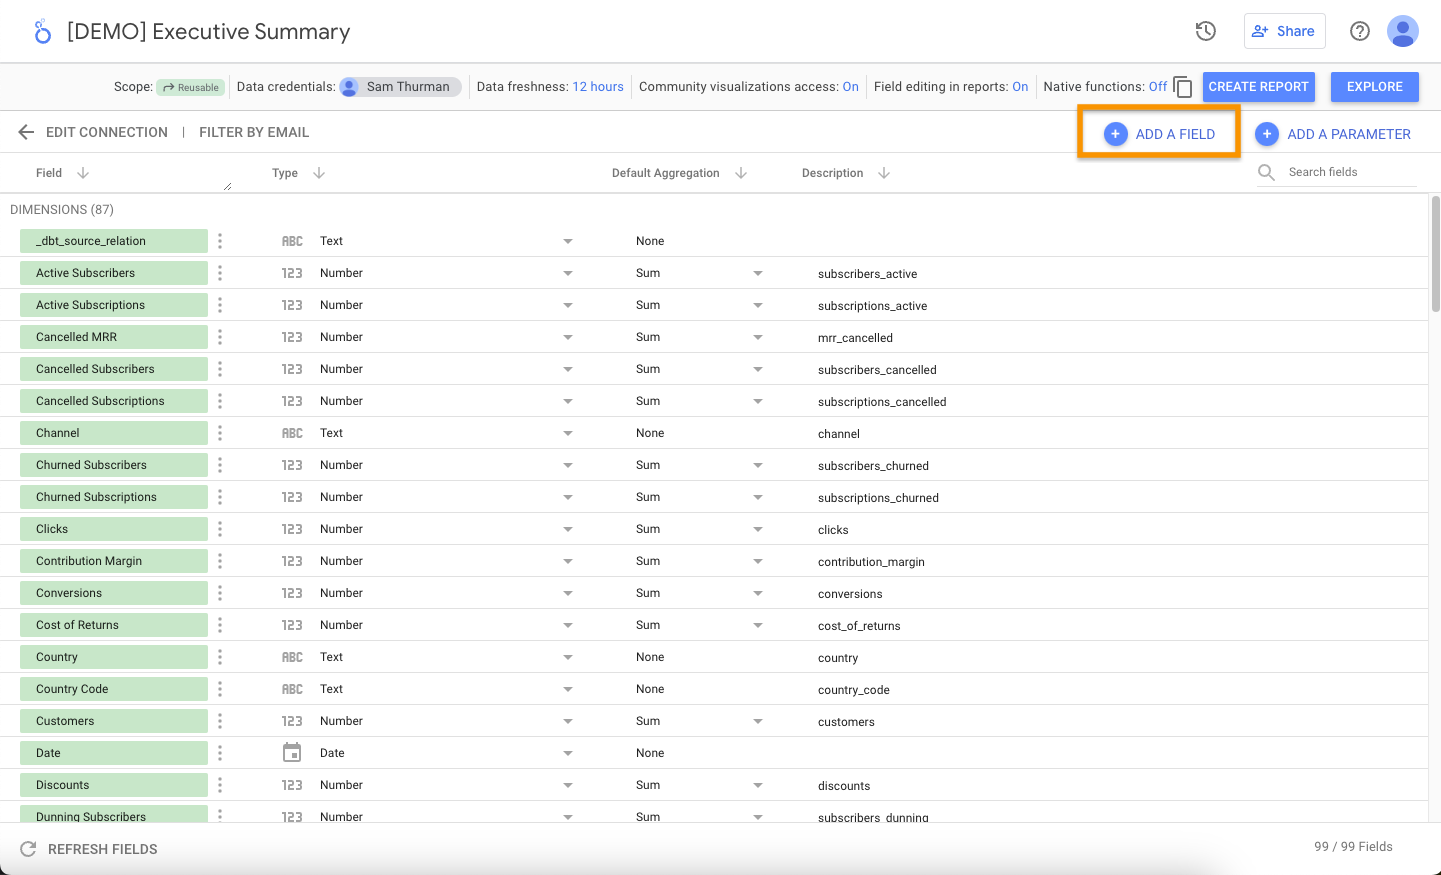 [DEMO] Executive Summary
Share
Scope: Reusable Data credentials: Sam Thurman Data freshness: 12 hours Community visualizations access: On Field editing in reports: On Native functions: Off CREATE REPORT EXPLORE
EDIT CONNECTION | FILTER BY EMAIL ADD A FIELD ADD A PARAMETER
Field Type Default Aggregation Description Search fields
DIMENSIONS (87)
_dbt_source_relation ABC Text None
Active Subscribers 123 Number Sum subscribers_active
Active Subscriptions 123 Number Sum subscriptions_active
Cancelled MRR 123 Number Sum mrr_cancelled
Cancelled Subscribers 123 Number Sum subscribers_cancelled
Cancelled Subscriptions 123 Number Sum subscriptions_cancelled
Channel ABC Text None channel
Churned Subscribers 123 Number Sum subscribers_churned
Churned Subscriptions 123 Number Sum subscriptions_churned
Clicks 123 Number Sum clicks
Contribution Margin 123 Number Sum contribution_margin
Conversions 123 Number Sum conversions
Cost of Returns 123 Number Sum cost_of_returns
Country ABC Text None country
Country Code ABC Text None country_code
Customers 123 Number Sum customers
Date Date None
Discounts 123 Number Sum discounts
Dunning Subscribers 123 Number Sum subscribers_dunning
REFRESH FIELDS 99 / 99 Fields